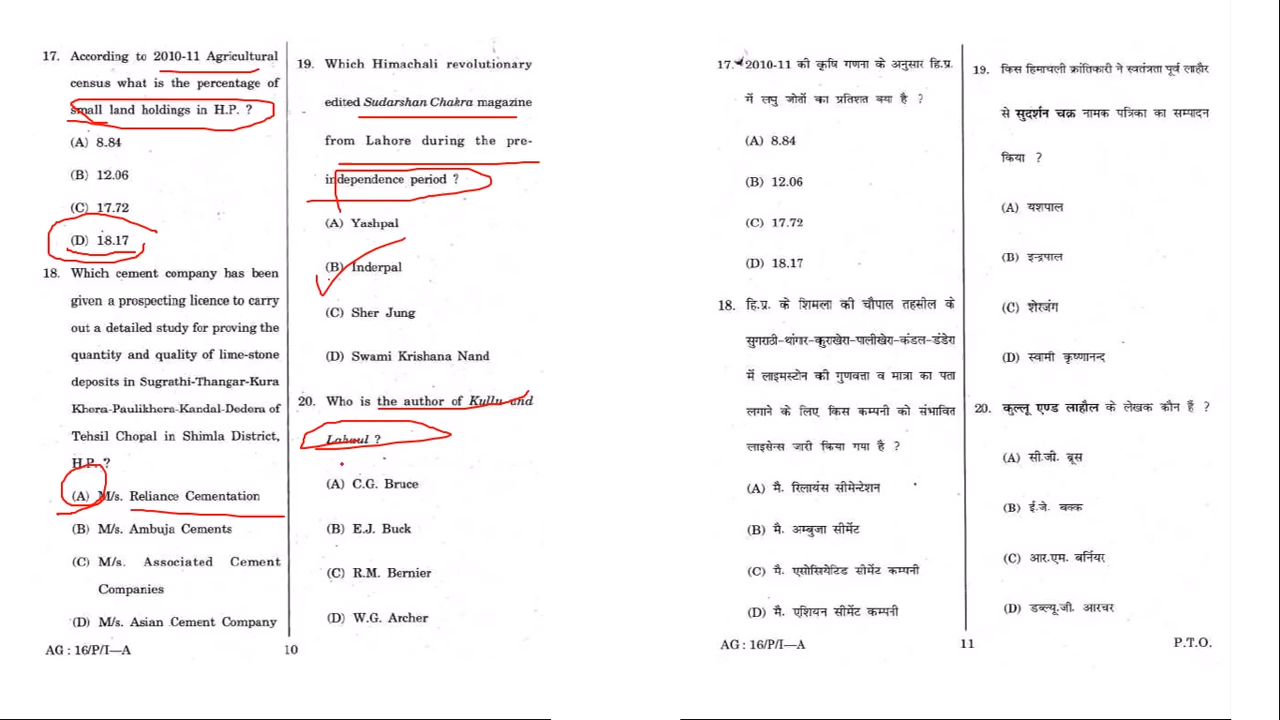 17. According to 2010-11 Agricultural
census what is the percentage of
small land holdings in H.P. ?
(A) 8.84
(B) 12.06
(C) 17.72
(D) 18.17
18. Which cement company has been
given a prospecting licence to carry
out a detailed study for proving the
quantity and quality of lime-stone
deposits in Sugrathi-Thangar-Kura
Khera-Paulikhera-Kandal-Dedera of
Tehsil Chopal in Shimla District,
H.P. ?
(A) M/s. Reliance Cementation
(B) M/s. Ambuja Cements
(C) M/s. Associated Cement
Companies
(D) M/s. Asian Cement Company
AG : 16/P/I—A
19. Which Himachali revolutionary
edited Sudarshan Chakra magazine
from Lahore during the pre-
independence period ?
(A) Yashpal
(B) Inderpal
(C) Sher Jung
(D) Swami Krishana Nand
20. Who is the author of Kullu and
Lahaul ?
(A) C.G. Bruce
(B) E.J. Buck
(C) R.M. Bernier
(D) W.G. Archer
10
17. 2010-11 की कृषि गणना के अनुसार हि.प्र.
में लघु जोतों का प्रतिशत क्या है ?
(A) 8.84
(B) 12.06
(C) 17.72
(D) 18.17
18. हि.प्र. के शिमला की चौपाल तहसील के
सुगराठी-थांगार-कुराखेरा-पालीखेरा-कंडल-डंडेरा
में लाइमस्टोन की गुणवत्ता व मात्रा का पता
लगाने के लिए किस कम्पनी को संभावित
लाइसेन्स जारी किया गया है ?
(A) मै. रिलायंस सीमेन्टेशन
(B) मै. अम्बुजा सीमेंट
(C) मै. एसोसियेटिड सीमेंट कम्पनी
(D) मै. एशियन सीमेंट कम्पनी
AG : 16/P/I—A
19. किस हिमाचली क्रांतिकारी ने स्वतंत्रता पूर्व लाहौर
से सुदर्शन चक्र नामक पत्रिका का सम्पादन
किया ?
(A) यशपाल
(B) इन्द्रपाल
(C) शेरजंग
(D) स्वामी कृष्णानन्द
20. कुल्लू एण्ड लाहौल के लेखक कौन हैं ?
(A) सी.जी. ब्रूस
(B) ई.जे. बक्क
(C) आर.एम. बर्नियर
(D) डब्ल्यू.जी. आरचर
11
P.T.O.